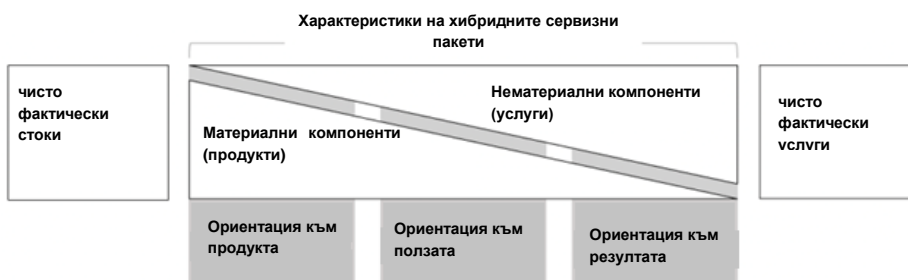 Характеристики на хибридните сервизни
пакети
чисто
фактически
стоки
Нематериални компоненти
(услуги)
Материални компоненти
(продукти)
чисто
фактически
услуги
Ориентация към
продукта
Ориентация към
ползата
Ориентация към
резултата